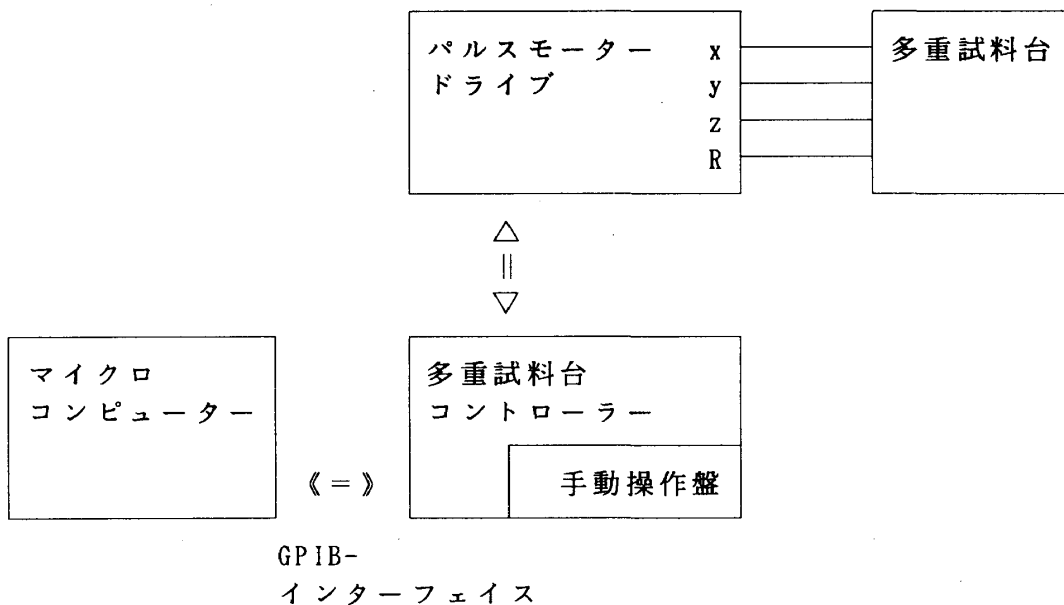 パルスモーター
ドライブ
x
y
z
R
多重試料台
△
||
▽
マイクロ
コンピューター
《=》
多重試料台
コントローラー
手動操作盤
GPIB-
インターフェイス